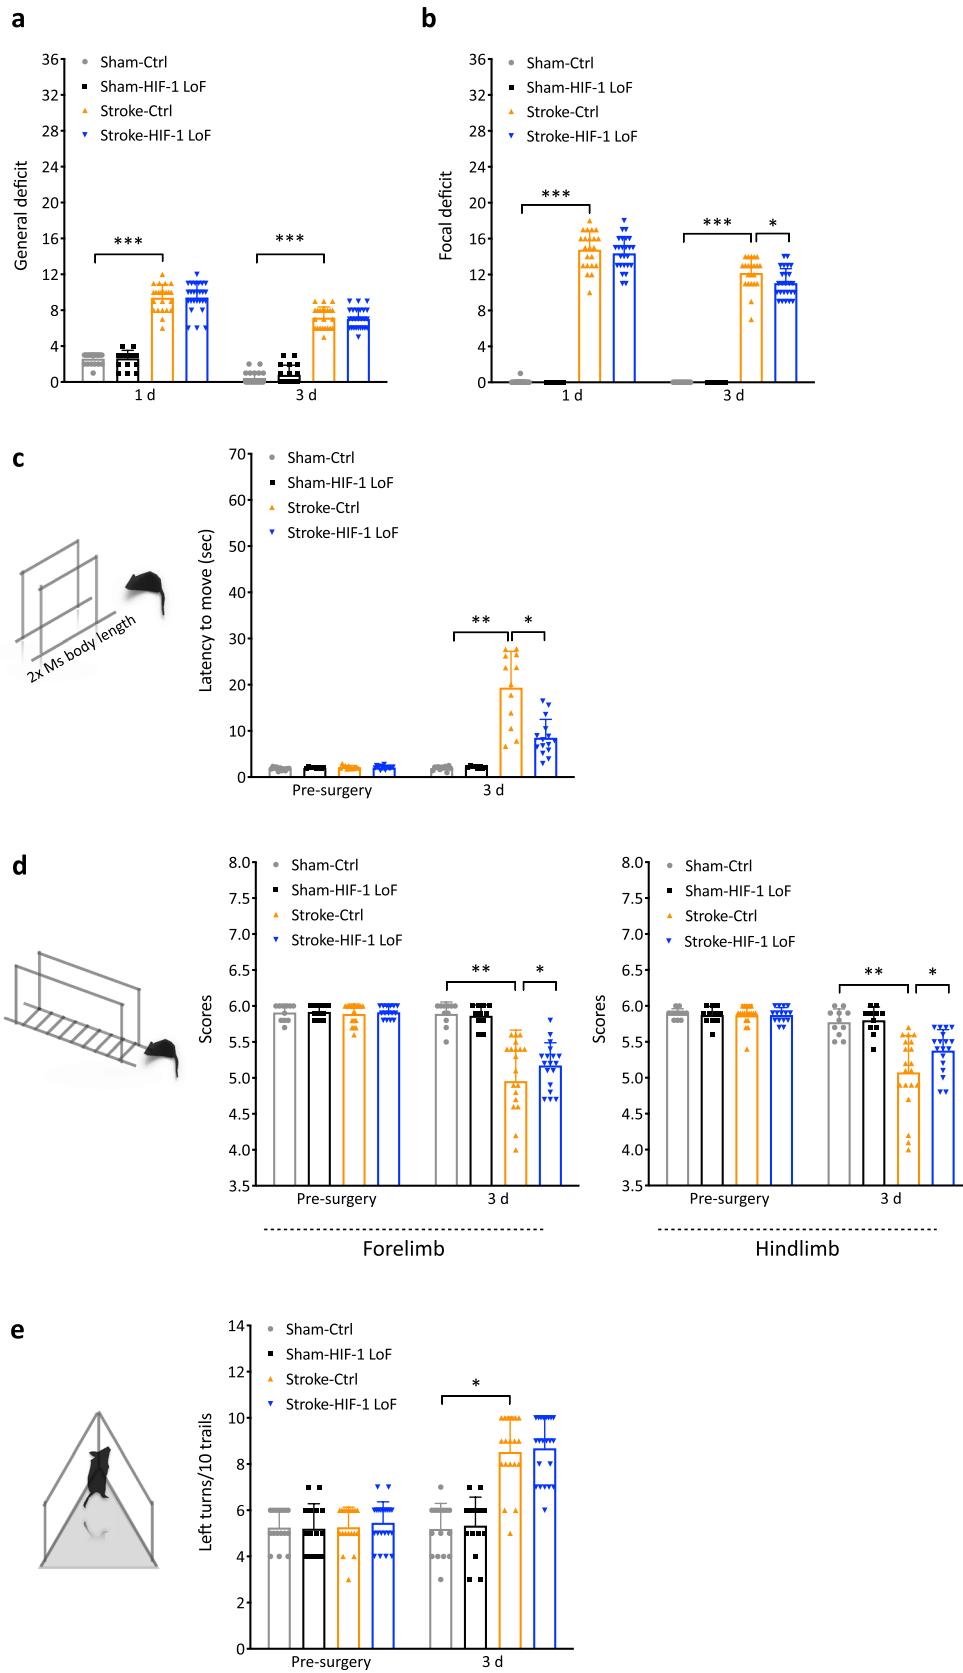 a
36
32
28
24
20
16
12
8
4
0
General deficit
Sham-Ctrl
Sham-HIF-1 LoF
Stroke-Ctrl
Stroke-HIF-1 LoF
***
***
1 d
3 d
b
36
32
28
24
20
16
12
8
4
0
Focal deficit
Sham-Ctrl
Sham-HIF-1 LoF
Stroke-Ctrl
Stroke-HIF-1 LoF
***
***
*
1 d
3 d
c
2x Ms body length
70
60
50
40
30
20
10
0
Latency to move (sec)
Sham-Ctrl
Sham-HIF-1 LoF
Stroke-Ctrl
Stroke-HIF-1 LoF
**
*
Pre-surgery
3 d
d
8.0
7.5
7.0
6.5
6.0
5.5
5.0
4.5
4.0
3.5
Scores
Sham-Ctrl
Sham-HIF-1 LoF
Stroke-Ctrl
Stroke-HIF-1 LoF
**
*
Pre-surgery
3 d
Forelimb
8.0
7.5
7.0
6.5
6.0
5.5
5.0
4.5
4.0
3.5
Scores
Sham-Ctrl
Sham-HIF-1 LoF
Stroke-Ctrl
Stroke-HIF-1 LoF
**
*
Pre-surgery
3 d
Hindlimb
e
14
12
10
8
6
4
2
0
Left turns/10 trails
Sham-Ctrl
Sham-HIF-1 LoF
Stroke-Ctrl
Stroke-HIF-1 LoF
*
Pre-surgery
3 d